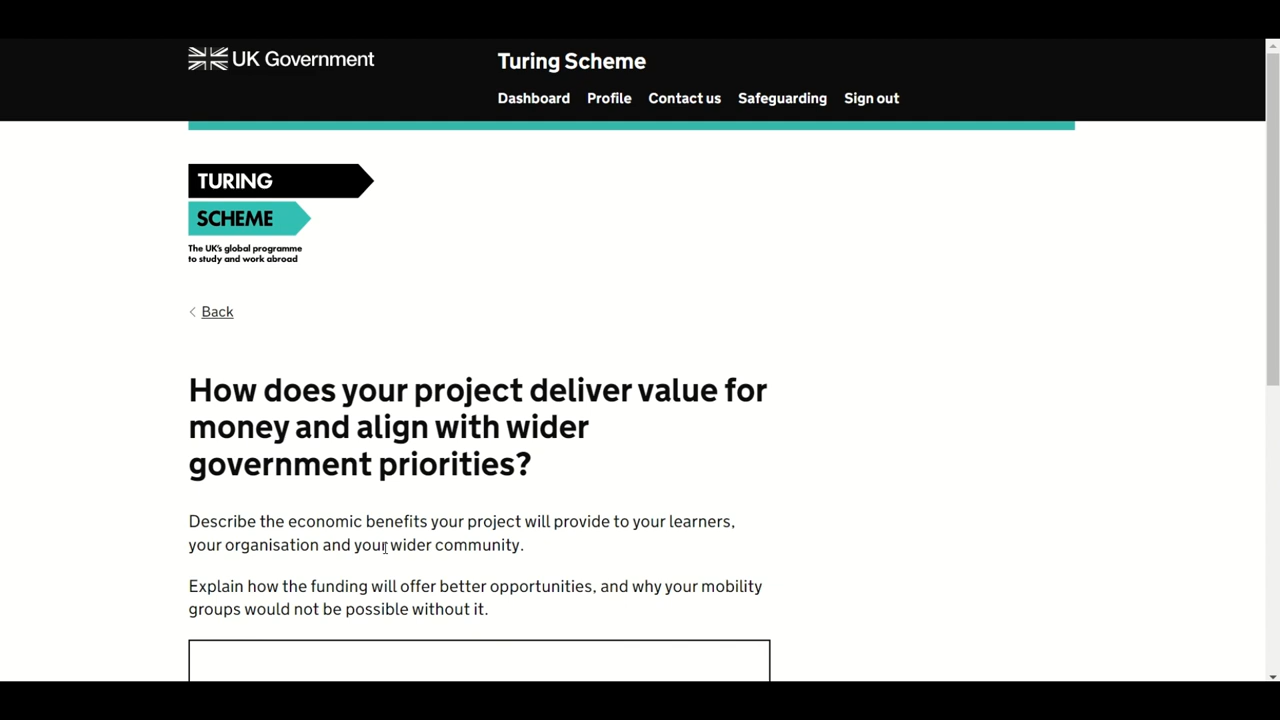 UK Government
Turing Scheme
Dashboard Profile Contact us Safeguarding Sign out
TURING
SCHEME
The UK's global programme
to study and work abroad
Back
How does your project deliver value for
money and align with wider
government priorities?
Describe the economic benefits your project will provide to your learners,
your organisation and your wider community.
Explain how the funding will offer better opportunities, and why your mobility
groups would not be possible without it.